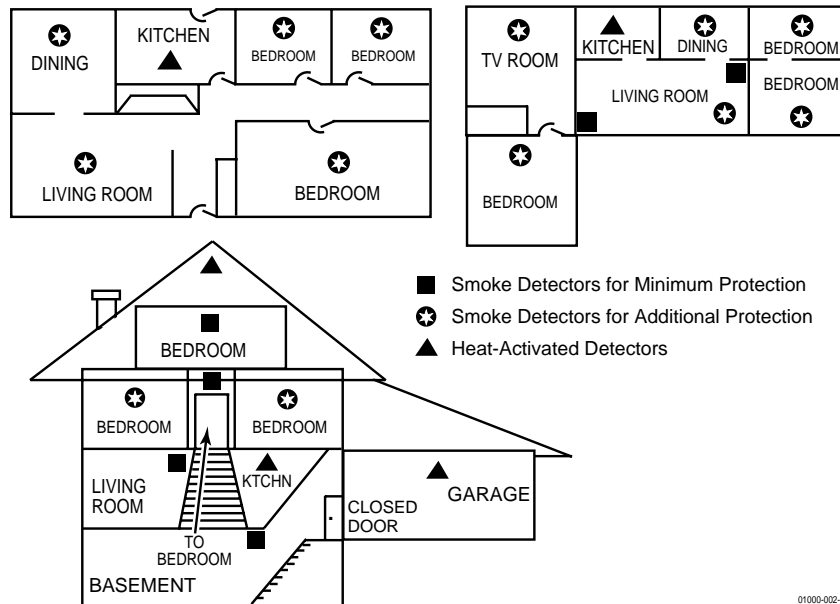 DINING
KITCHEN
BEDROOM
BEDROOM
LIVING ROOM
BEDROOM
TV ROOM
KITCHEN
DINING
BEDROOM
LIVING ROOM
BEDROOM
BEDROOM
Smoke Detectors for Minimum Protection
Smoke Detectors for Additional Protection
Heat-Activated Detectors
BEDROOM
BEDROOM
BEDROOM
LIVING
ROOM
KTCHN
TO
BEDROOM
BASEMENT
CLOSED
DOOR
GARAGE
01000-002-